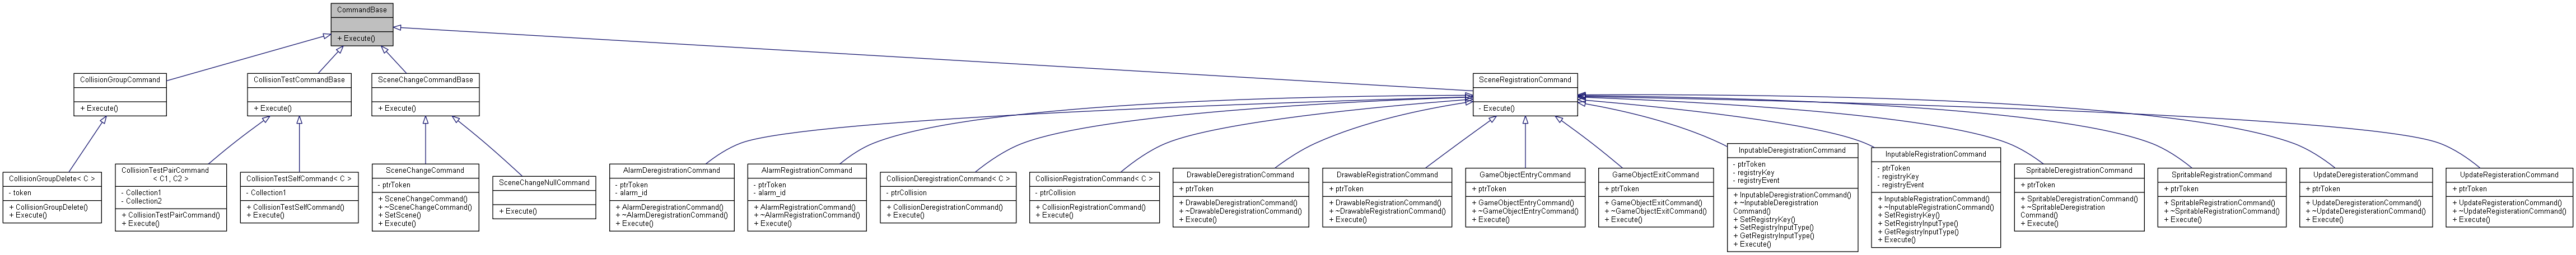 CommandBase
+ Execute()
CollisionGroupCommand
+ Execute()
CollisionTestCommandBase
+ Execute()
SceneChangeCommandBase
+ Execute()
SceneRegistrationCommand
- Execute()
CollisionGroupDelete< C >
- token
+ CollisionGroupDelete()
+ Execute()
CollisionTestPairCommand
< C1, C2 >
- Collection1
- Collection2
+ CollisionTestPairCommand()
+ Execute()
CollisionTestSelfCommand< C >
- Collection1
+ CollisionTestSelfCommand()
+ Execute()
SceneChangeCommand
- ptrToken
+ SceneChangeCommand()
+ ~SceneChangeCommand()
+ SetScene()
+ Execute()
SceneChangeNullCommand
+ Execute()
AlarmDeregistrationCommand
- ptrToken
- alarm_id
+ AlarmDeregistrationCommand()
+ ~AlarmDeregistrationCommand()
+ Execute()
AlarmRegistrationCommand
- ptrToken
- alarm_id
+ AlarmRegistrationCommand()
+ ~AlarmRegistrationCommand()
+ Execute()
CollisionDeregistrationCommand< C >
- ptrCollision
+ CollisionDeregistrationCommand()
+ Execute()
CollisionRegistrationCommand< C >
- ptrCollision
+ CollisionRegistrationCommand()
+ Execute()
DrawableDeregistrationCommand
+ ptrToken
+ DrawableDeregistrationCommand()
+ ~DrawableDeregistrationCommand()
+ Execute()
DrawableRegistrationCommand
+ ptrToken
+ DrawableRegistrationCommand()
+ ~DrawableRegistrationCommand()
+ Execute()
GameObjectEntryCommand
+ ptrToken
+ GameObjectEntryCommand()
+ ~GameObjectEntryCommand()
+ Execute()
GameObjectExitCommand
+ ptrToken
+ GameObjectExitCommand()
+ ~GameObjectExitCommand()
+ Execute()
InputableDeregistrationCommand
- ptrToken
- registryKey
- registryEvent
+ InputableDeregistrationCommand()
+ ~InputableDeregistration
Command()
+ SetRegistryKey()
+ SetRegistryInputType()
+ GetRegistryInputType()
+ Execute()
InputableRegistrationCommand
- ptrToken
- registryKey
- registryEvent
+ InputableRegistrationCommand()
+ ~InputableRegistrationCommand()
+ SetRegistryKey()
+ SetRegistryInputType()
+ GetRegistryInputType()
+ Execute()
SpritableDeregistrationCommand
+ ptrToken
+ SpritableDeregistrationCommand()
+ ~SpritableDeregistration
Command()
+ Execute()
SpritableRegistrationCommand
+ ptrToken
+ SpritableRegistrationCommand()
+ ~SpritableRegistrationCommand()
+ Execute()
UpdateDeregisterationCommand
+ ptrToken
+ UpdateDeregisterationCommand()
+ ~UpdateDeregisterationCommand()
+ Execute()
UpdateRegisterationCommand
+ ptrToken
+ UpdateRegisterationCommand()
+ ~UpdateRegisterationCommand()
+ Execute()